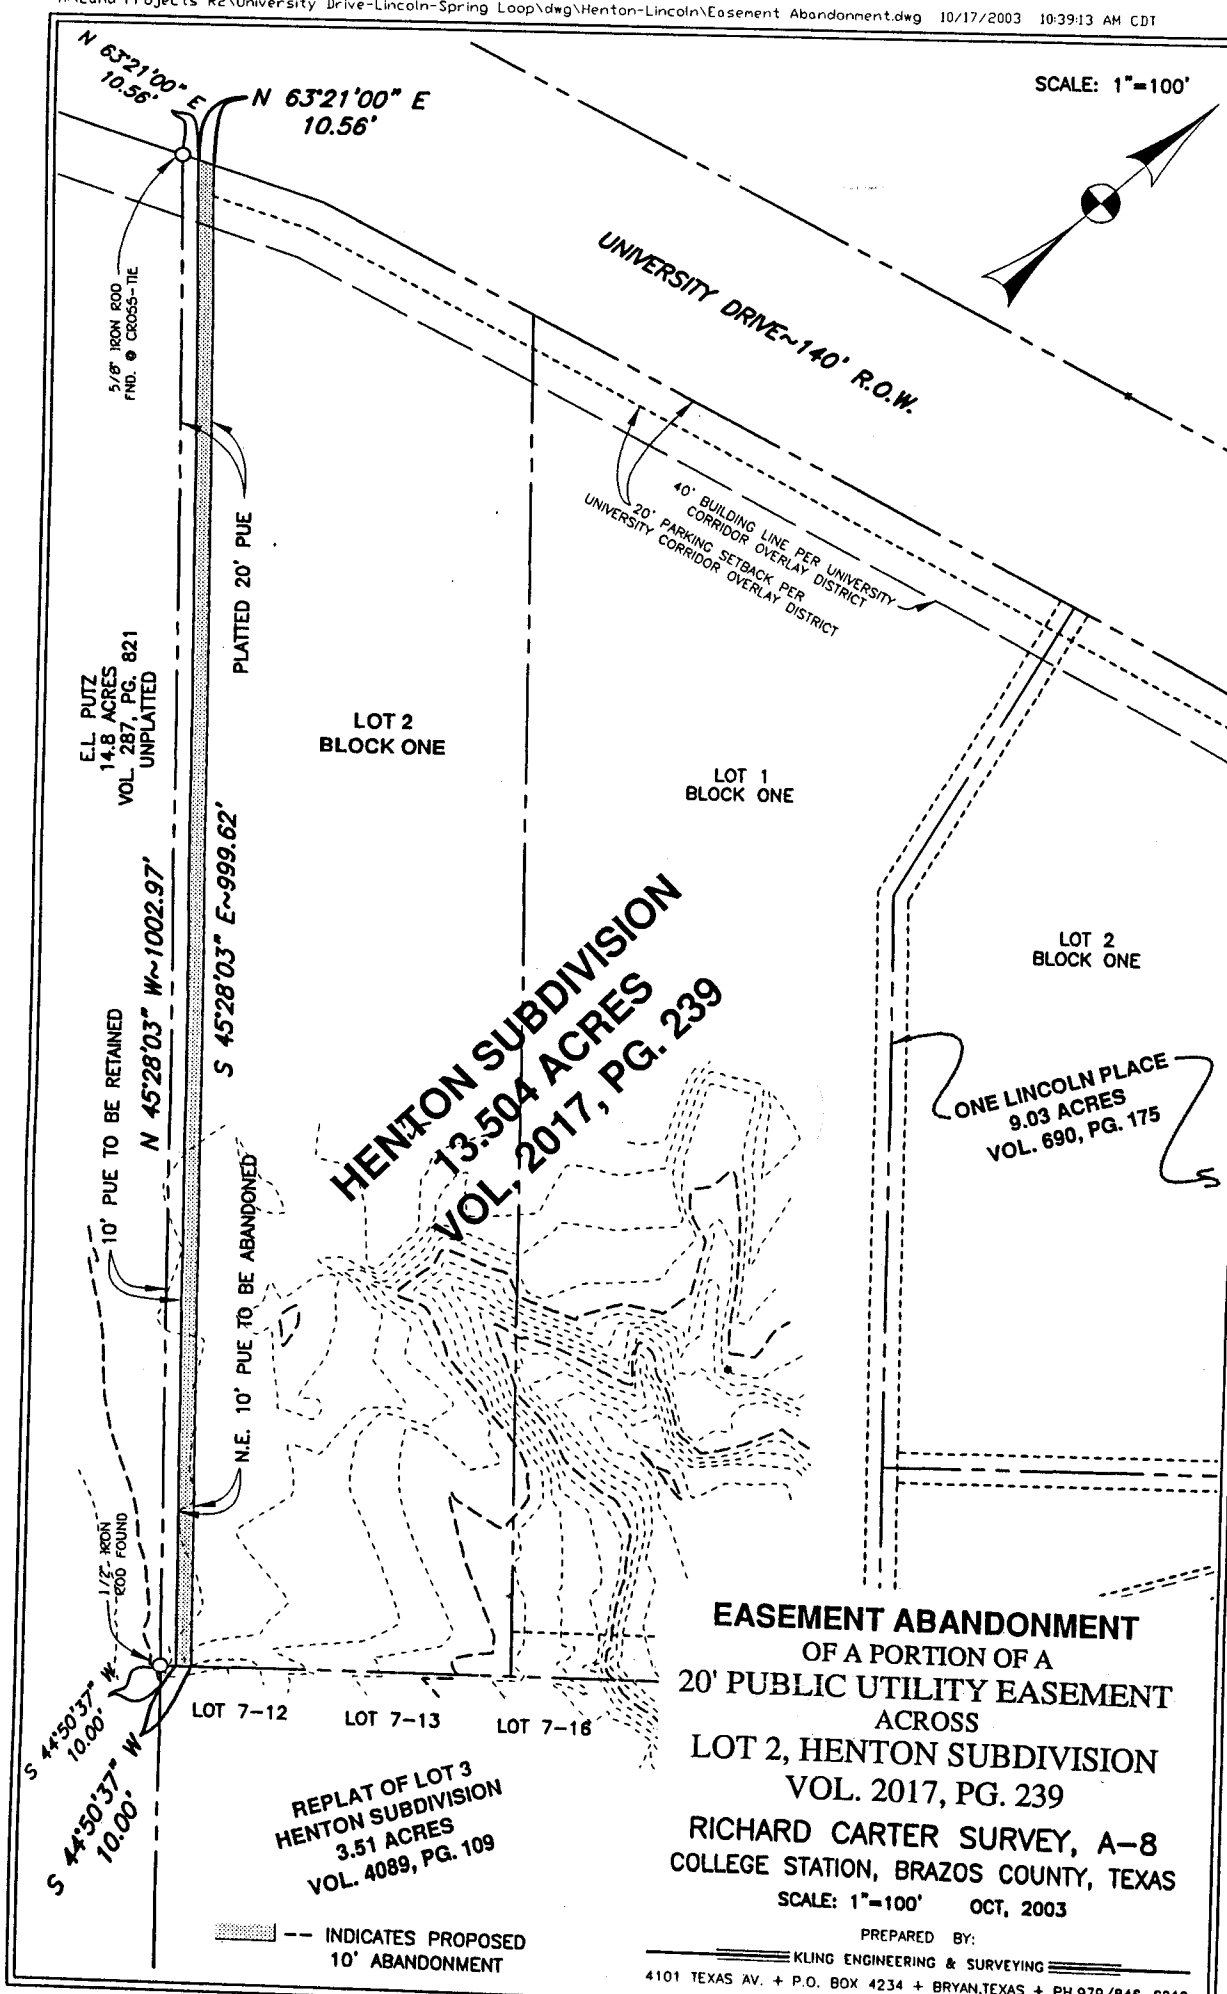 Projects R2\University Drive-Lincoln-Spring Loop\dwg\Henton-Lincoln\Easement Abandonment.dwg 10/17/2003 10:39:13 AM CDT
SCALE: 1"=100'
N 63°21'00" E
10.56'
N 63°21'00" E
10.56'
5/8" IRON ROD
FND. @ CROSS-TIE
UNIVERSITY DRIVE~140' R.O.W.
40' BUILDING LINE PER UNIVERSITY
CORRIDOR OVERLAY DISTRICT
20' PARKING SETBACK PER
UNIVERSITY CORRIDOR OVERLAY DISTRICT
PLATTED 20' PUE
E.L. PUTZ
14.8 ACRES
VOL. 287, PG. 821
UNPLATTED
LOT 2
BLOCK ONE
LOT 1
BLOCK ONE
LOT 2
BLOCK ONE
N 45°28'03" W~1002.97'
S 45°28'03" E~999.62'
HENTON SUBDIVISION
13.504 ACRES
VOL. 2017, PG. 239
ONE LINCOLN PLACE
9.03 ACRES
VOL. 690, PG. 175
10' PUE TO BE RETAINED
N.E. 10' PUE TO BE ABANDONED
1/2" IRON
ROD FOUND
S 44°50'37" W
10.00'
S 44°50'37" W
10.00'
LOT 7-12
LOT 7-13
LOT 7-16
REPLAT OF LOT 3
HENTON SUBDIVISION
3.51 ACRES
VOL. 4089, PG. 109
-- INDICATES PROPOSED
10' ABANDONMENT
EASEMENT ABANDONMENT
OF A PORTION OF A
20' PUBLIC UTILITY EASEMENT
ACROSS
LOT 2, HENTON SUBDIVISION
VOL. 2017, PG. 239
RICHARD CARTER SURVEY, A-8
COLLEGE STATION, BRAZOS COUNTY, TEXAS
SCALE: 1"=100' OCT, 2003
PREPARED BY:
KLING ENGINEERING & SURVEYING
4101 TEXAS AV. + P.O. BOX 4234 + BRYAN,TEXAS + PH.979/846-